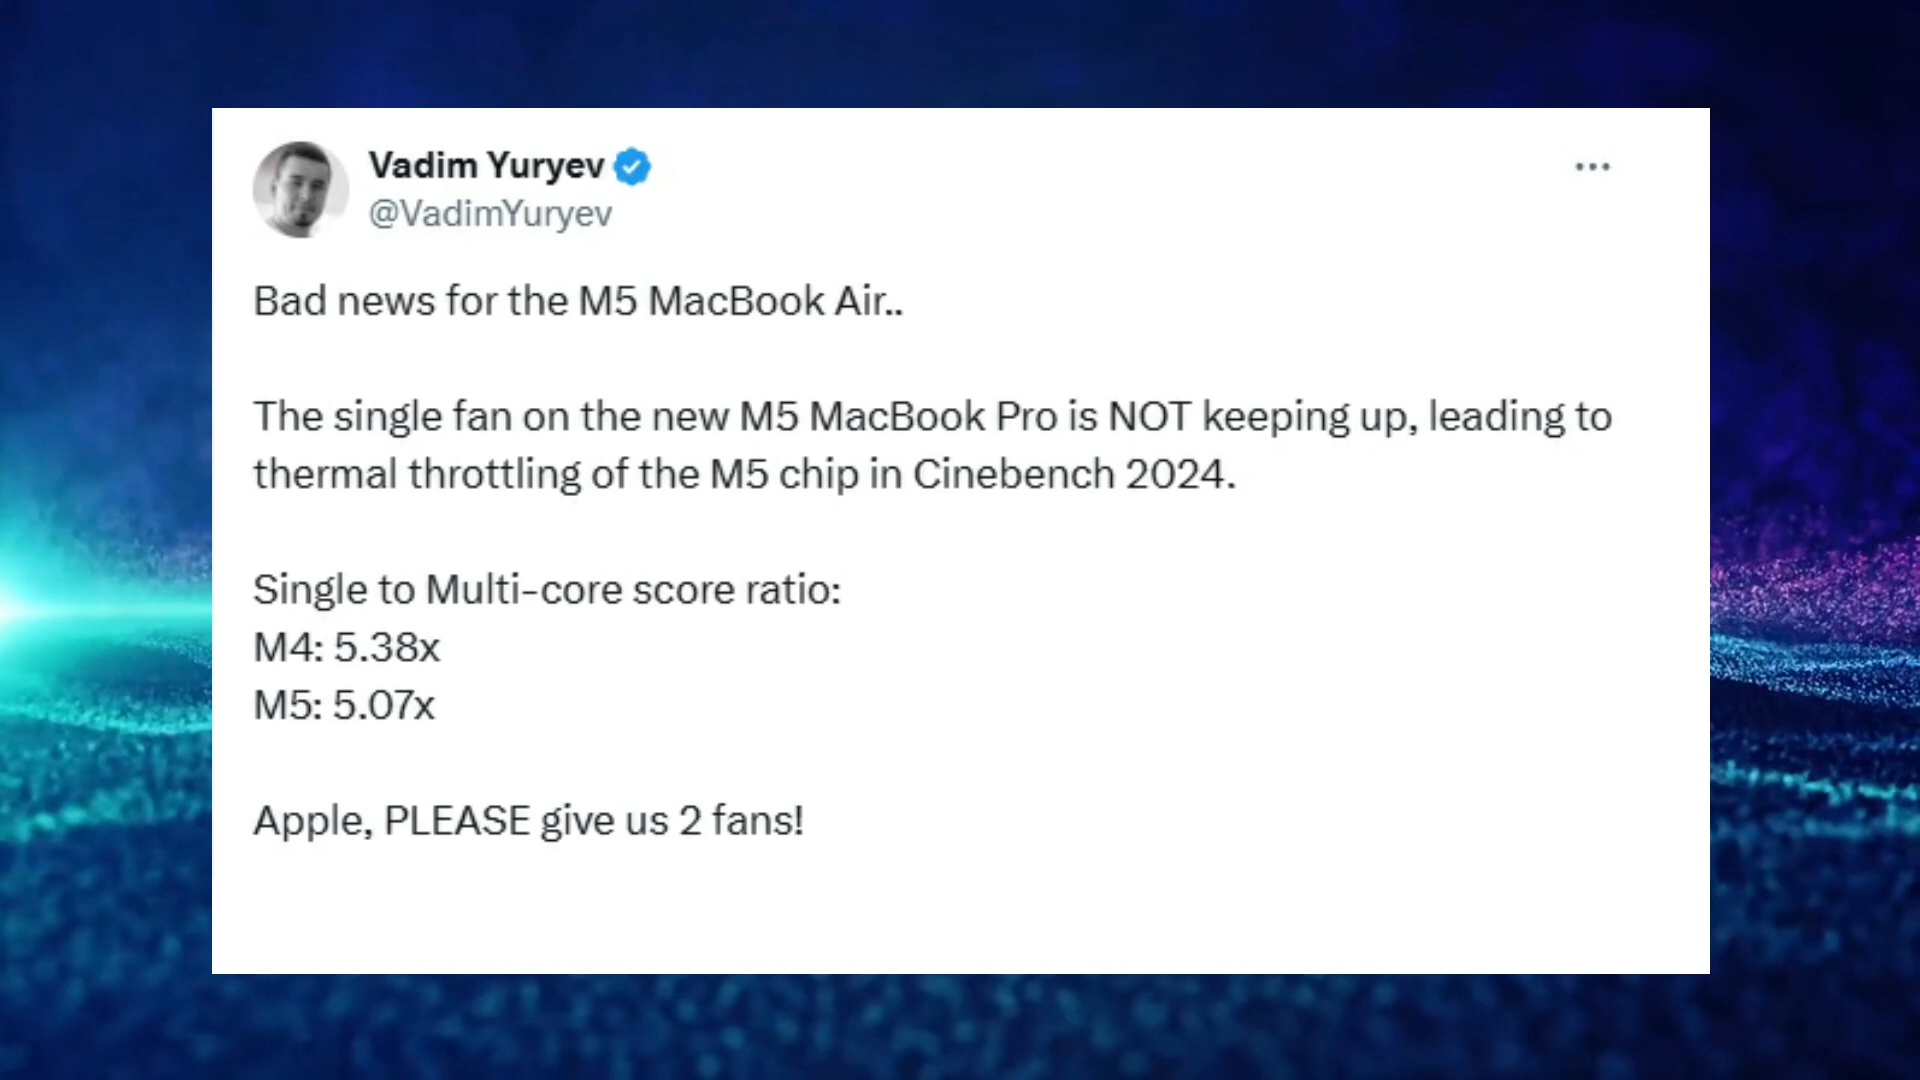 Vadim Yuryev
@VadimYuryev
Bad news for the M5 MacBook Air..
The single fan on the new M5 MacBook Pro is NOT keeping up, leading to
thermal throttling of the M5 chip in Cinebench 2024.
Single to Multi-core score ratio:
M4: 5.38x
M5: 5.07x
Apple, PLEASE give us 2 fans!